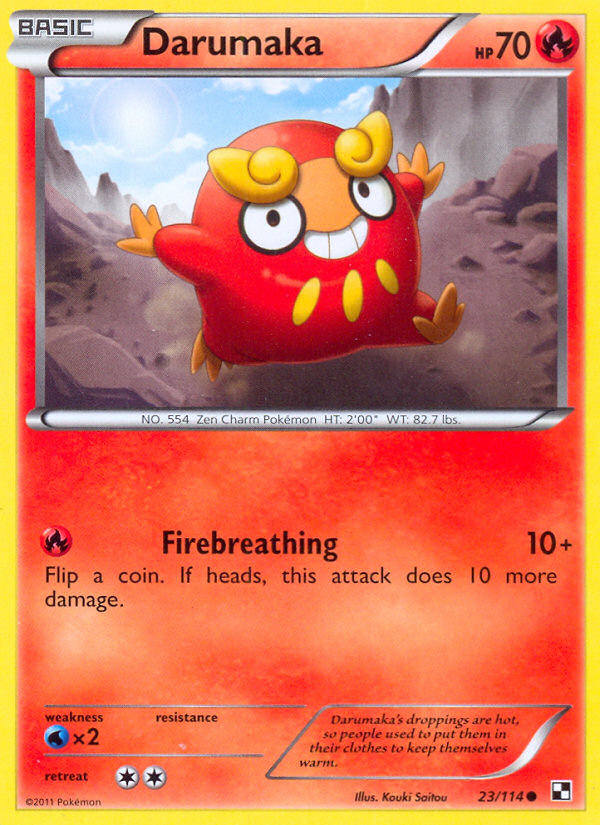 BASIC
Darumaka
HP70
NO. 554 Zen Charm Pokémon HT: 2'00" WT: 82.7 lbs.
Firebreathing 10+
Flip a coin. If heads, this attack does 10 more
damage.
weakness resistance
×2
retreat
Darumaka's droppings are hot,
so people used to put them in
their clothes to keep themselves
warm.
©2011 Pokémon
Illus. Kouki Saitou 23/114